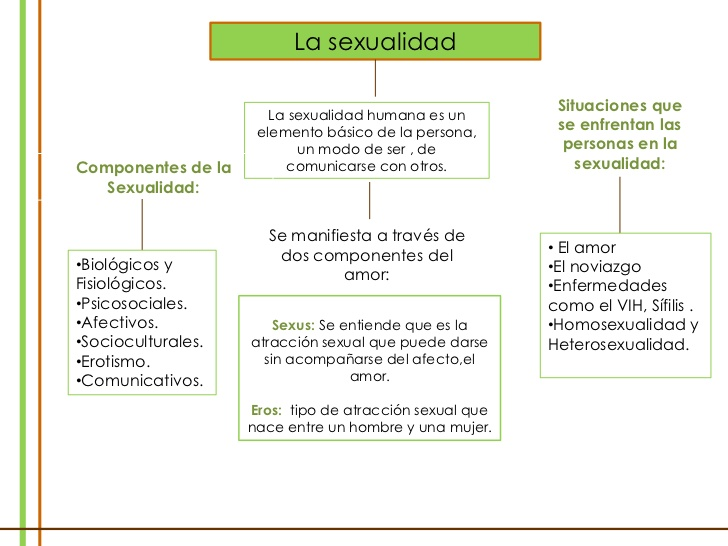 La sexualidad
La sexualidad humana es un
elemento básico de la persona,
un modo de ser , de
comunicarse con otros.
Situaciones que
se enfrentan las
personas en la
sexualidad:
Componentes de la
Sexualidad:
Se manifiesta a través de
dos componentes del
amor:
•Biológicos y
Fisiológicos.
•Psicosociales.
•Afectivos.
•Socioculturales.
•Erotismo.
•Comunicativos.
Sexus: Se entiende que es la
atracción sexual que puede darse
sin acompañarse del afecto,el
amor.
Eros: tipo de atracción sexual que
nace entre un hombre y una mujer.
• El amor
•El noviazgo
•Enfermedades
como el VIH, Sífilis .
•Homosexualidad y
Heterosexualidad.